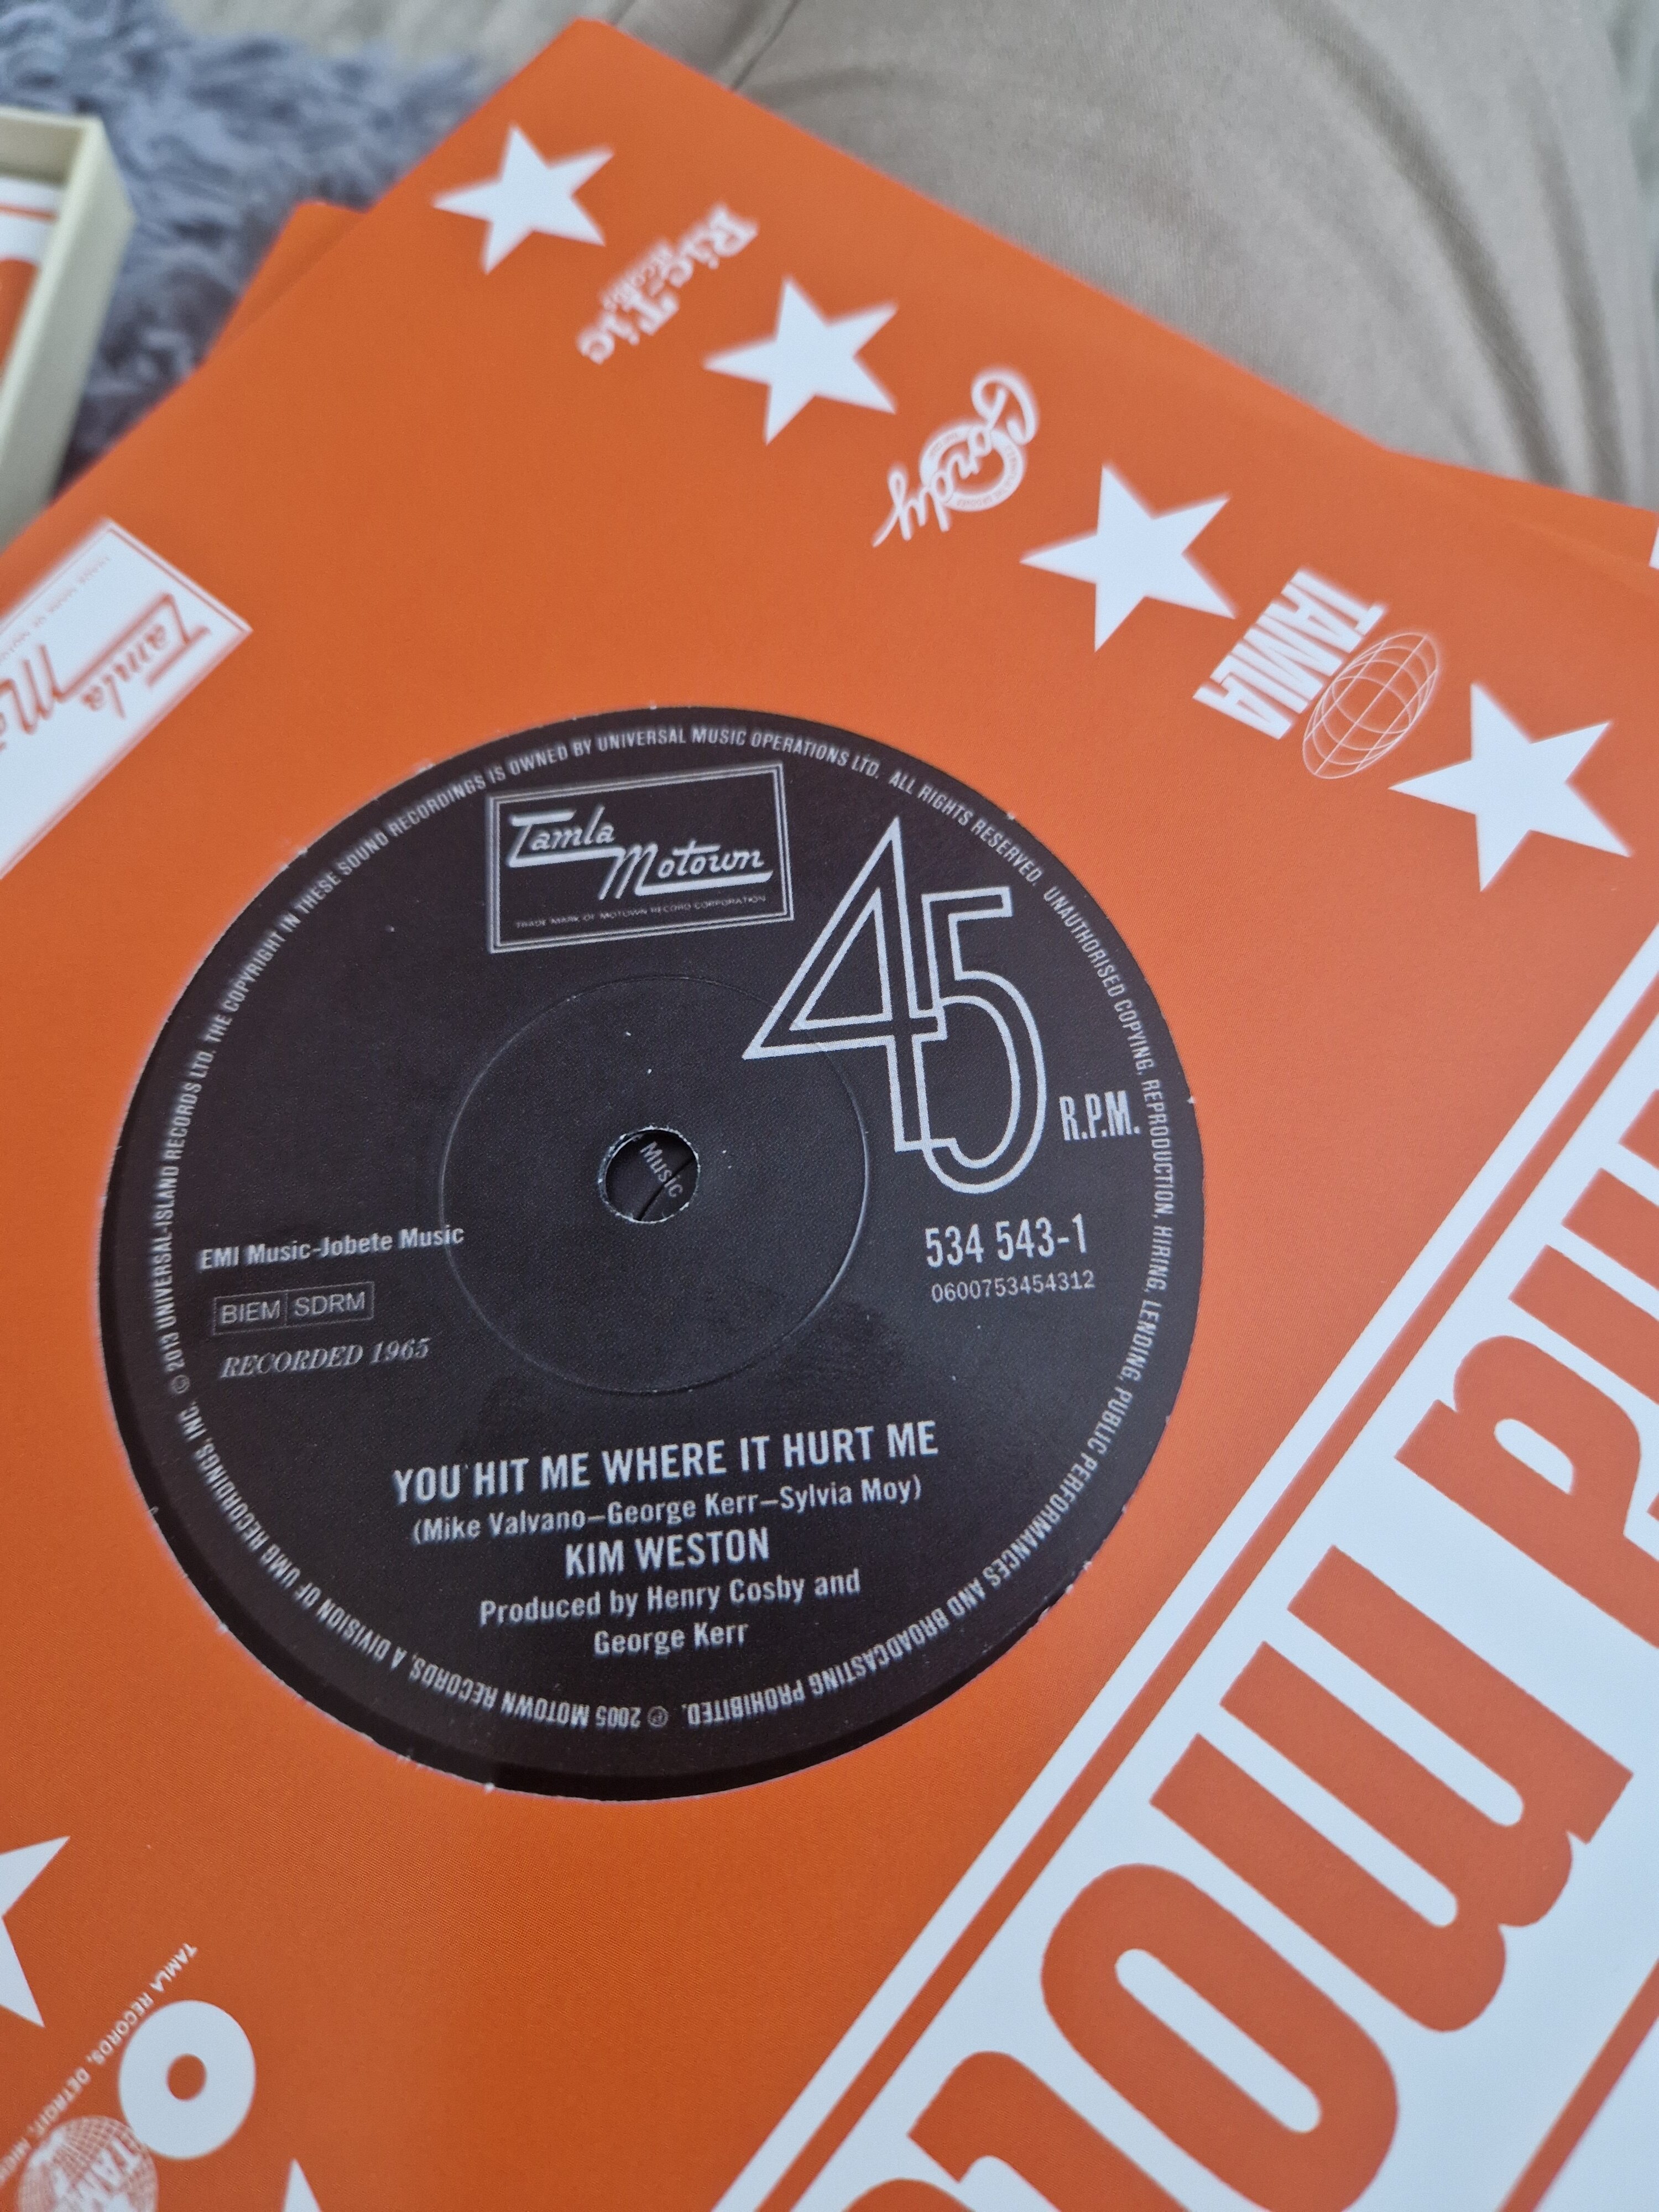 Ric-Tic
RECORDS
Gordy
TAMLA
Tamla
Tamla
Motown
TRADE MARK OF MOTOWN RECORD CORPORATION
45
R.P.M.
Music
EMI Music-Jobete Music
BIEM SDRM
RECORDED 1965
534 543-1
0600753454312
YOU HIT ME WHERE IT HURT ME
(Mike Valvano–George Kerr–Sylvia Moy)
KIM WESTON
Produced by Henry Cosby and
George Kerr
℗ 2005 MOTOWN RECORDS, A DIVISION OF UMG RECORDINGS, INC. © 2013 UNIVERSAL-ISLAND RECORDS LTD. THE COPYRIGHT IN THESE SOUND RECORDINGS IS OWNED BY UNIVERSAL MUSIC OPERATIONS LTD. ALL RIGHTS RESERVED. UNAUTHORISED COPYING, REPRODUCTION, HIRING, LENDING, PUBLIC PERFORMANCES AND BROADCASTING PROHIBITED.
TAMLA RECORDS, DETROIT,